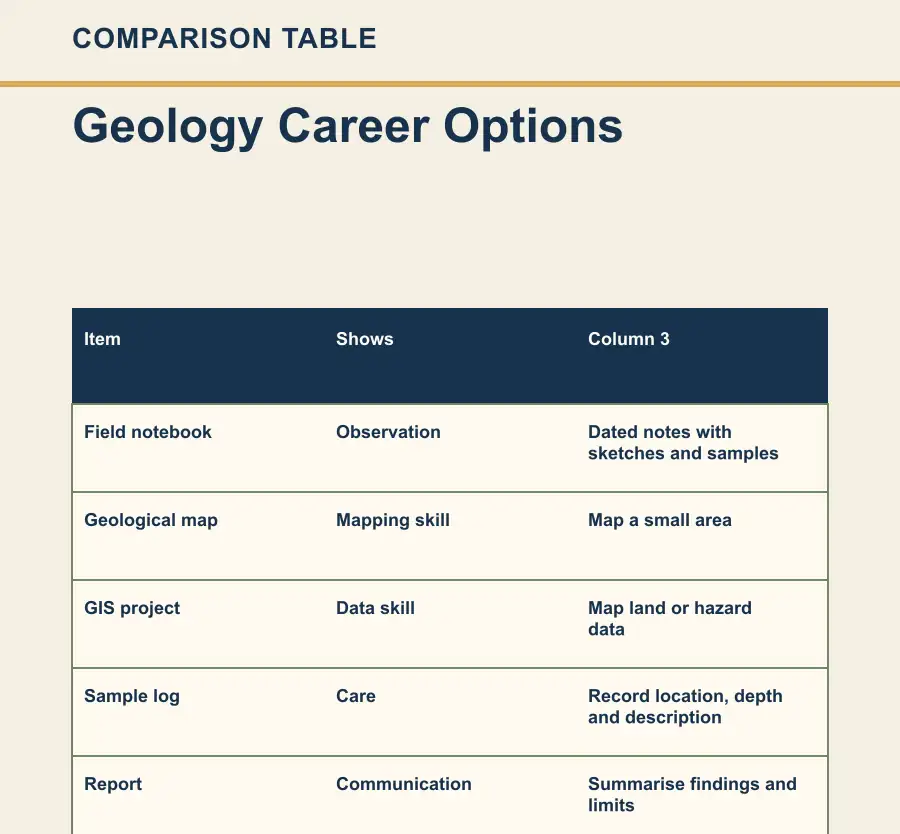 COMPARISON TABLE
Geology Career Options
Item Shows Column 3
Field notebook Observation Dated notes with
sketches and samples
Geological map Mapping skill Map a small area
GIS project Data skill Map land or hazard
data
Sample log Care Record location, depth
and description
Report Communication Summarise findings and
limits